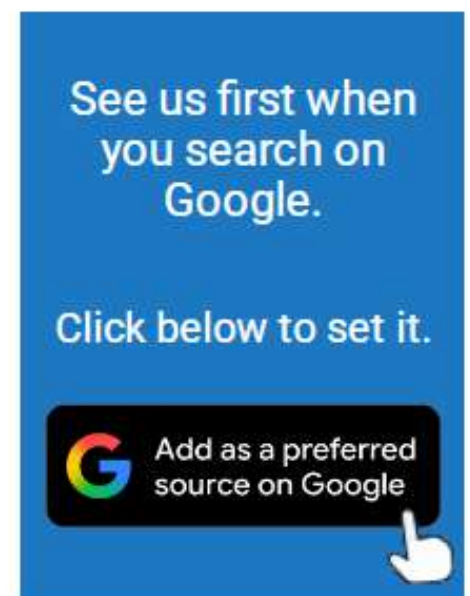 See us first when
you search on
Google.
Click below to set it.
Add as a preferred
source on Google